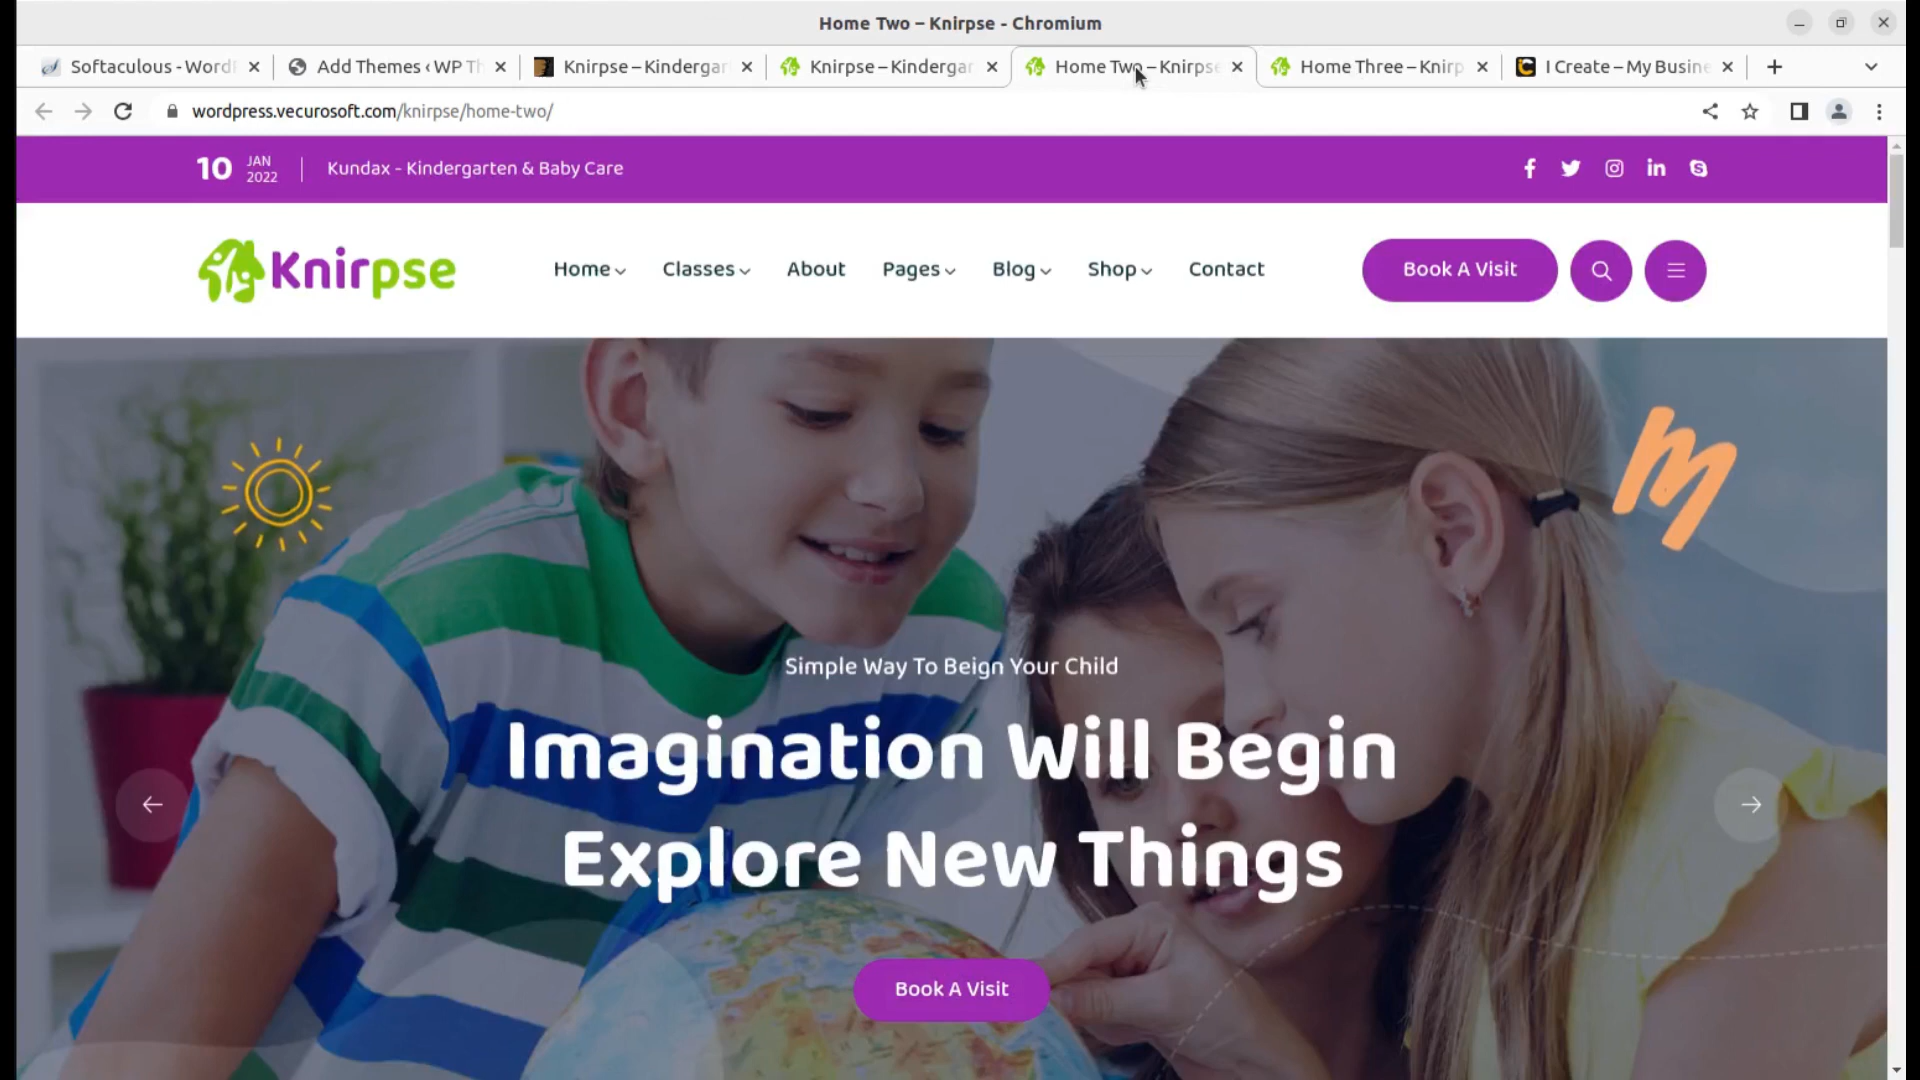 Home Two – Knirpse - Chromium
Softaculous - Word
Add Themes ‹ WP Th
Knirpse – Kindergar
Knirpse – Kindergar
Home Two – Knirpse
Home Three – Knirp
I Create – My Busine
wordpress.vecurosoft.com/knirpse/home-two/
10 JAN 2022
Kundax - Kindergarten & Baby Care
Knirpse
Home Classes About Pages Blog Shop Contact
Book A Visit
Simple Way To Beign Your Child
Imagination Will Begin
Explore New Things
Book A Visit